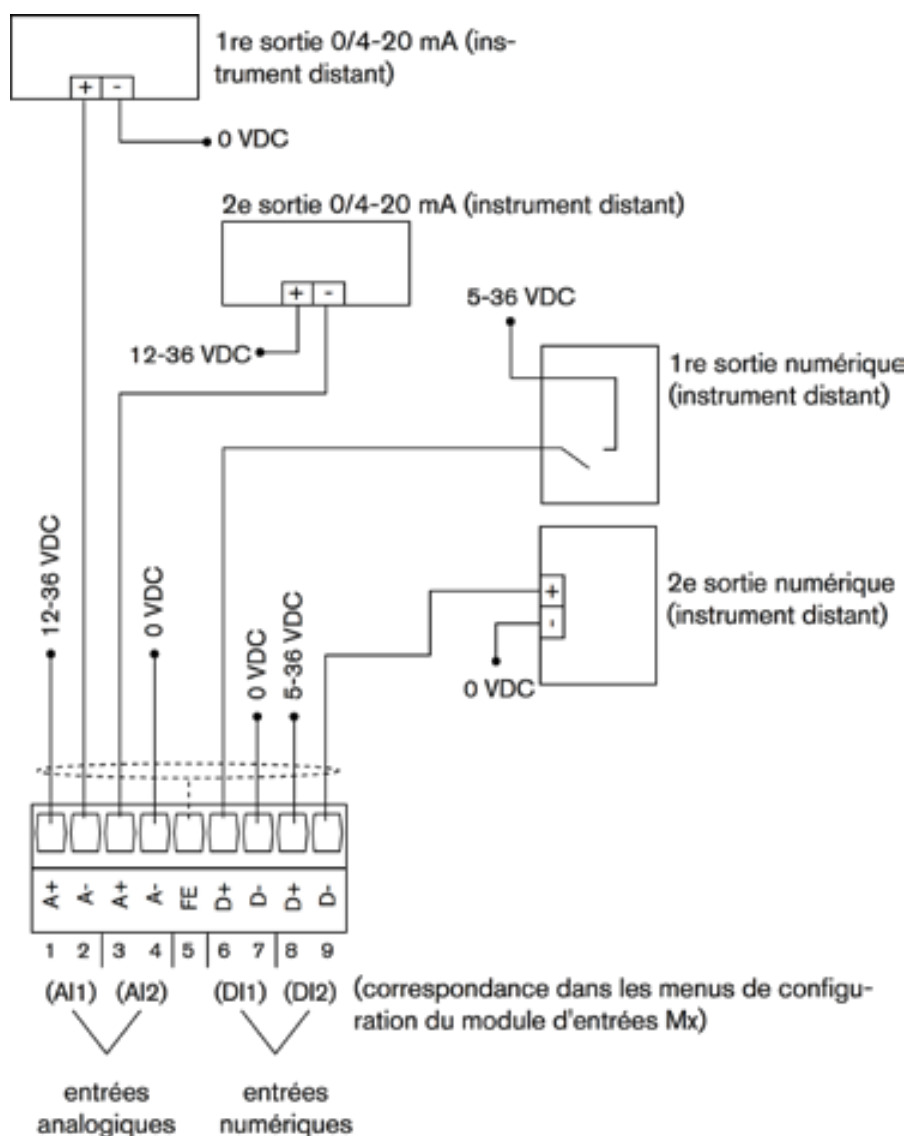 1re sortie 0/4-20 mA (ins-
trument distant)
+ -
0 VDC
2e sortie 0/4-20 mA (instrument distant)
+ -
12-36 VDC
5-36 VDC
1re sortie numérique
(instrument distant)
2e sortie numérique
(instrument distant)
+
-
0 VDC
12-36 VDC
0 VDC
0 VDC
5-36 VDC
A+ A- A+ A- FE D+ D- D+ D-
1 2 3 4 5 6 7 8 9
(AI1) (AI2) (DI1) (DI2)
(correspondance dans les menus de configu-
ration du module d'entrées Mx)
entrées
analogiques
entrées
numériques